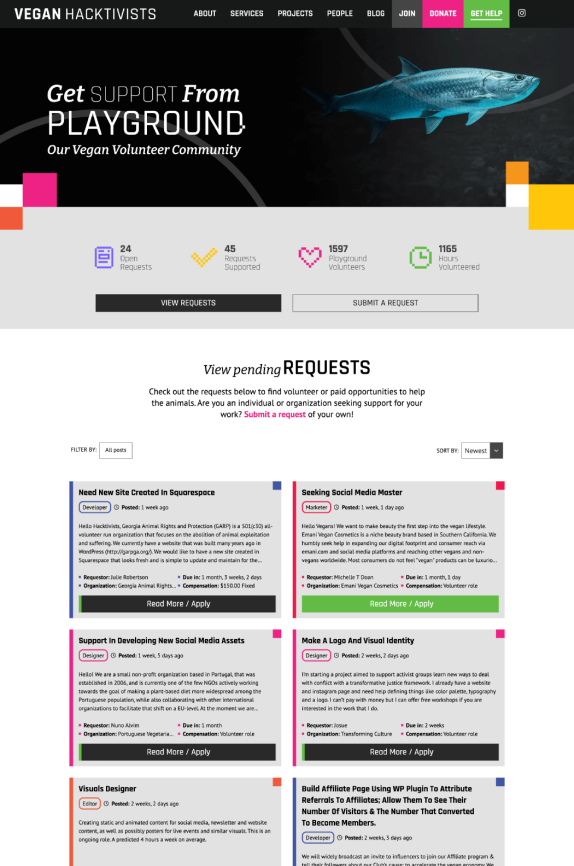 VEGAN HACKTIVISTS ABOUT SERVICES PROJECTS PEOPLE BLOG JOIN DONATE GET HELP
Get SUPPORT From
PLAYGROUND
Our Vegan Volunteer Community
24
Open
Requests
45
Requests
Supported
1597
Playground
Volunteers
1165
Hours
Volunteered
VIEW REQUESTS
SUBMIT A REQUEST
View pending REQUESTS
Check out the requests below to find volunteer or paid opportunities to help
the animals. Are you an individual or organization seeking support for your
work? Submit a request of your own!
FILTER BY: All posts
SORT BY: Newest
Need New Site Created In Squarespace
Developer Posted: 1 week ago
Hello Hacktivists, Georgia Animal Rights and Protection (GARP) is a 501(c3) all-
volunteer run organization that focuses on the abolition of animal exploitation
and suffering. We currently have a website that was built many years ago in
WordPress (http://garpga.org/). We would like to have a new site created in
Squarespace that looks fresh and is simple to update and maintain for the...
Requestor: Julie Robertson
Due in: 1 month, 3 weeks, 2 days
Organization: Georgia Animal Rights...
Compensation: $150.00 Fixed
Read More / Apply
Seeking Social Media Master
Marketer Posted: 1 week, 1 day ago
Hello Vegans! We want to make beauty the first step into the vegan lifestyle.
Emani Vegan Cosmetics is a niche beauty brand based in Southern California. We
humbly seek help in expanding our digital footprint and consumer reach via
emani.com and social media platforms and reaching other vegans and non-
vegans worldwide. Most consumers do not feel "vegan" products can be luxurio...
Requestor: Michelle T Doan
Due in: 1 month, 1 day
Organization: Emani Vegan Cosmetics
Compensation: Volunteer role
Read More / Apply
Support In Developing New Social Media Assets
Designer Posted: 1 week, 5 days ago
Hello! We are a small non-profit organization based in Portugal, that was
established in 2006, and is currently one of the few NGOs actively working
towards the goal of making a plant-based diet more widespread among the
Portuguese population, while also collaborating with other international
organizations to facilitate that shift on a EU-level. At the moment we are...
Requestor: Nuno Alvim
Due in: 1 month
Organization: Portuguese Vegetaria...
Compensation: Volunteer role
Read More / Apply
Make A Logo And Visual Identity
Designer Posted: 2 weeks, 2 days ago
I'm starting a project aimed to support activist groups learn new ways to deal
with conflict with a transformative justice framework. I already have a website
and instagram page and need help defining things like color palette, typography
and a logo. I can't pay with money but I can offer free workshops if you are
interested in the work that I do.
Requestor: Josue
Due in: 2 weeks
Organization: Transforming Culture
Compensation: Volunteer role
Read More / Apply
Visuals Designer
Editor Posted: 2 weeks, 2 days ago
Creating static and animated content for social media, newsletter and website
content, as well as possibly posters for live events and similar visuals. This is an
ongoing role. A predicted 4 hours a week on average.
Build Affiliate Page Using WP Plugin To Attribute
Referrals To Affiliates; Allow Them To See Their
Number Of Visitors & The Number That Converted
To Become Members.
Developer Posted: 2 weeks, 3 days ago
We will widely broadcast an invite to influencers to join our Affiliate program &
tell their followers about our Club's cause: to accelerate the vegan economy. We